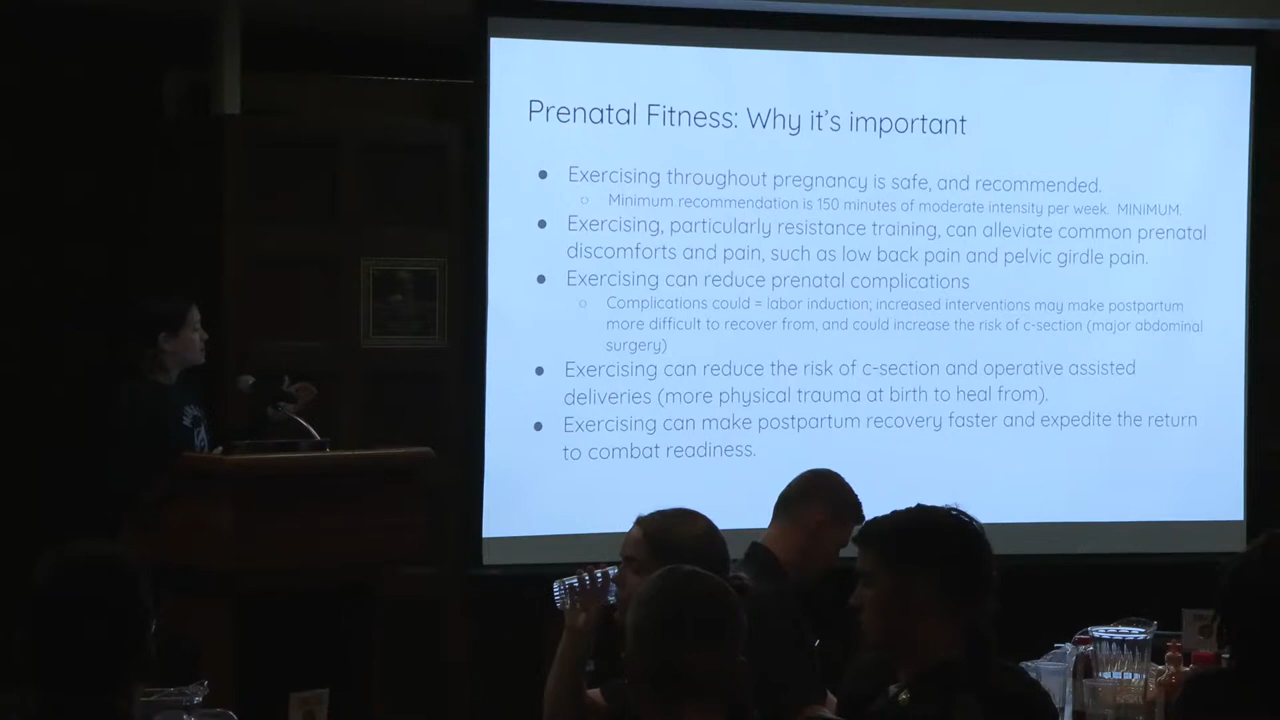 Prenatal Fitness: Why it's important
● Exercising throughout pregnancy is safe, and recommended.
○ Minimum recommendation is 150 minutes of moderate intensity per week. MINIMUM.
● Exercising, particularly resistance training, can alleviate common prenatal
discomforts and pain, such as low back pain and pelvic girdle pain.
● Exercising can reduce prenatal complications
○ Complications could = labor induction; increased interventions may make postpartum
more difficult to recover from, and could increase the risk of c-section (major abdominal
surgery)
● Exercising can reduce the risk of c-section and operative assisted
deliveries (more physical trauma at birth to heal from).
● Exercising can make postpartum recovery faster and expedite the return
to combat readiness.